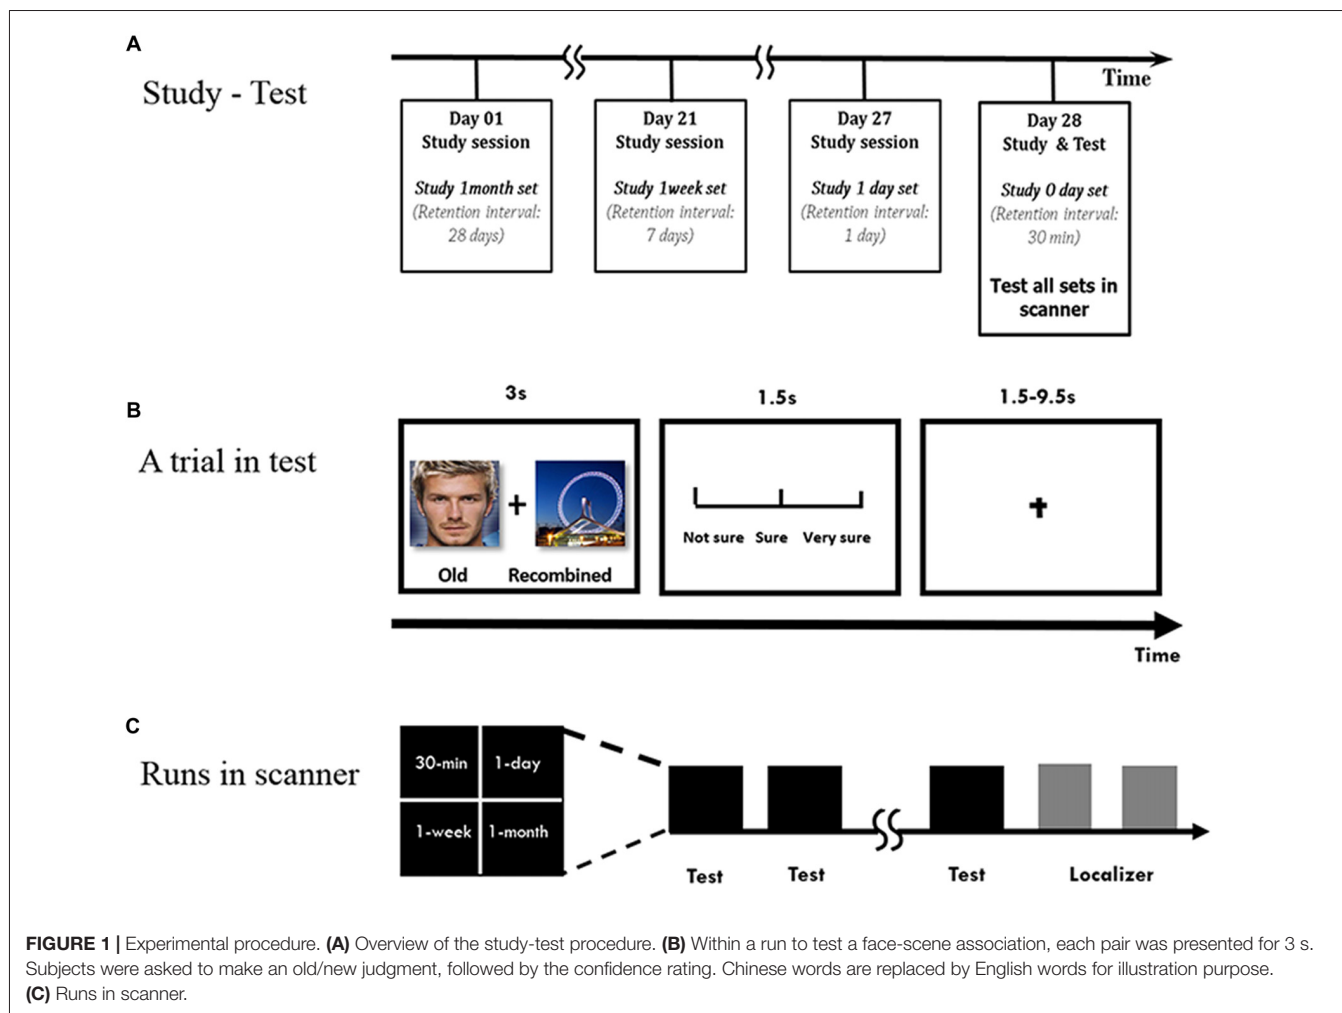 A
Study - Test
Time
Day 01
Study session
Study 1month set
(Retention interval:
28 days)
Day 21
Study session
Study 1week set
(Retention interval:
7 days)
Day 27
Study session
Study 1 day set
(Retention interval:
1 day)
Day 28
Study & Test
Study 0 day set
(Retention interval:
30 min)
Test all sets in
scanner
B
A trial in test
3s
1.5s
1.5-9.5s
+
Old Recombined
Not sure Sure Very sure
Time
C
Runs in scanner
30-min 1-day
1-week 1-month
Test Test Test Localizer
FIGURE 1 | Experimental procedure. (A) Overview of the study-test procedure. (B) Within a run to test a face-scene association, each pair was presented for 3 s.
Subjects were asked to make an old/new judgment, followed by the confidence rating. Chinese words are replaced by English words for illustration purpose.
(C) Runs in scanner.